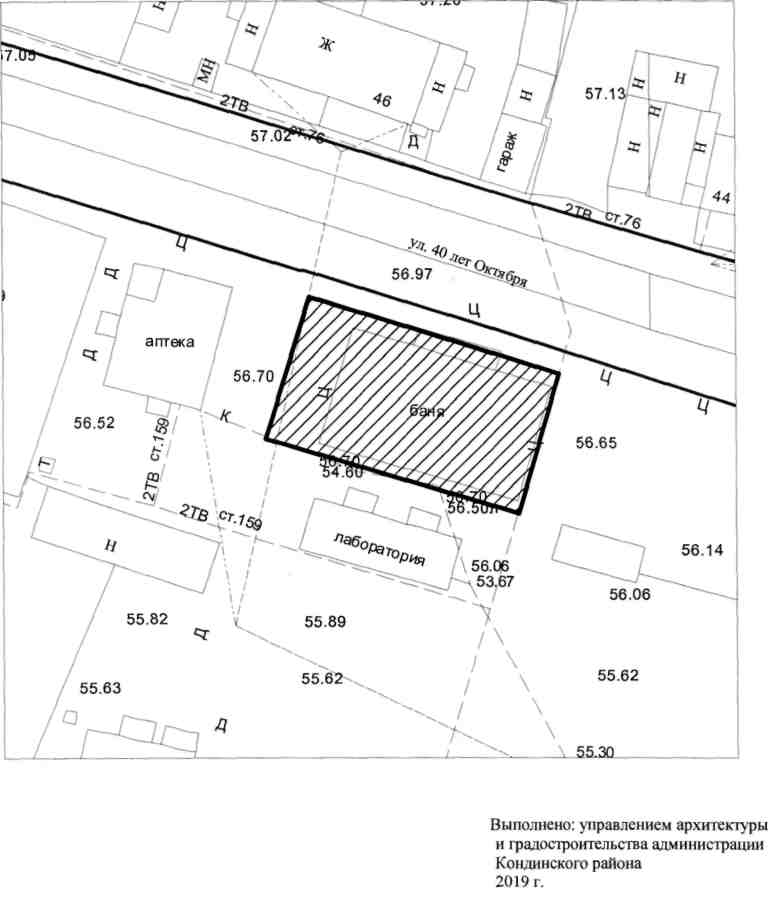 57.20
Н
Н
Ж
57.05
МН
46
Н
Н
57.13
Н
Н
Н
2ТВ
57.02
ст.76
Д
гараж
Н
Н
44
2ТВ ст.76
Ц
ул. 40 лет Октября
Д
56.97
Ц
аптека
Д
56.70
Д
баня
Ц
Ц
К
56.52
56.65
2ТВ ст.159
Т
56.70
54.60
56.70
56.50л
2ТВ ст.159
Н
лаборатория
56.14
56.06
53.67
56.06
55.82
Д
55.89
55.63
55.62
55.62
Д
55.30
Выполнено: управлением архитектуры
и градостроительства администрации
Кондинского района
2019 г.